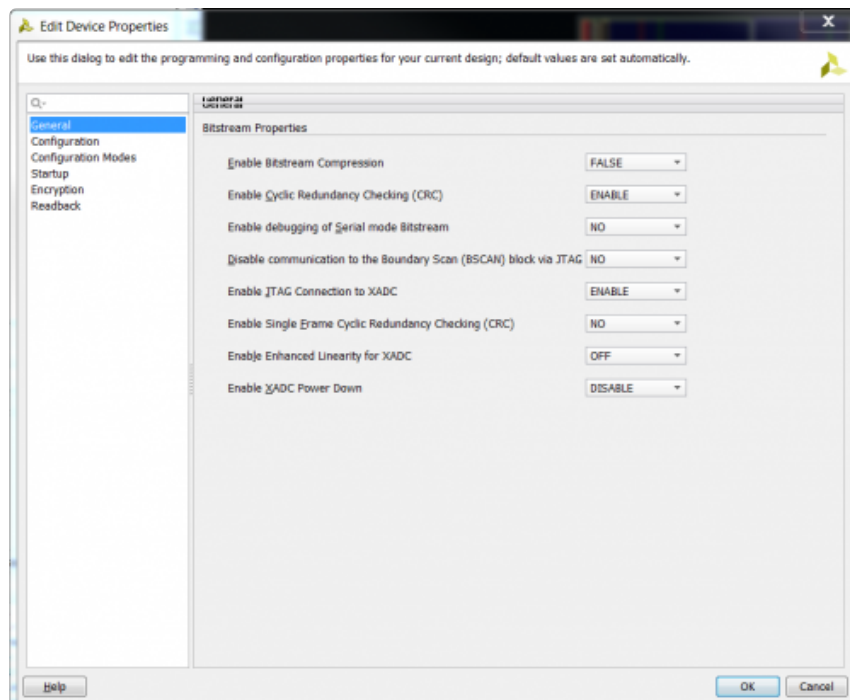 Edit Device Properties
Use this dialog to edit the programming and configuration properties for your current design; default values are set automatically.
General
Configuration
Configuration Modes
Startup
Encryption
Readback
General
Bitstream Properties
Enable Bitstream Compression FALSE
Enable Cyclic Redundancy Checking (CRC) ENABLE
Enable debugging of Serial mode Bitstream NO
Disable communication to the Boundary Scan (BSCAN) block via JTAG NO
Enable JTAG Connection to XADC ENABLE
Enable Single Frame Cyclic Redundancy Checking (CRC) NO
Enable Enhanced Linearity for XADC OFF
Enable XADC Power Down DISABLE
Help OK Cancel